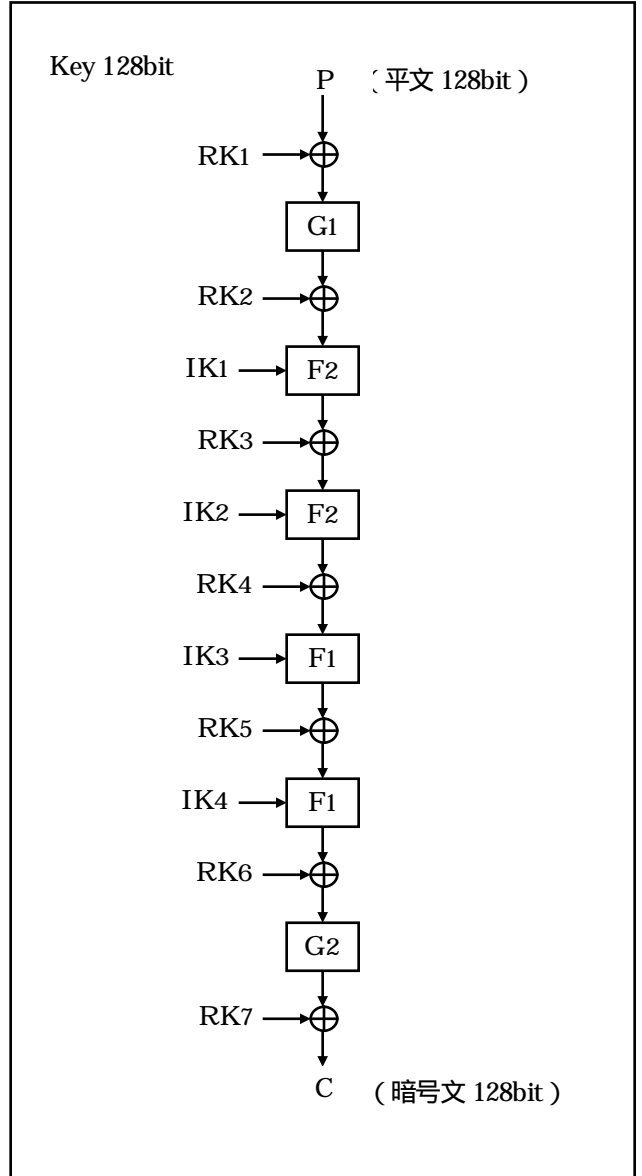 Key 128bit
P （平文 128bit）
RK1
G1
RK2
IK1 F2
RK3
IK2 F2
RK4
IK3 F1
RK5
IK4 F1
RK6
G2
RK7
C （暗号文 128bit）